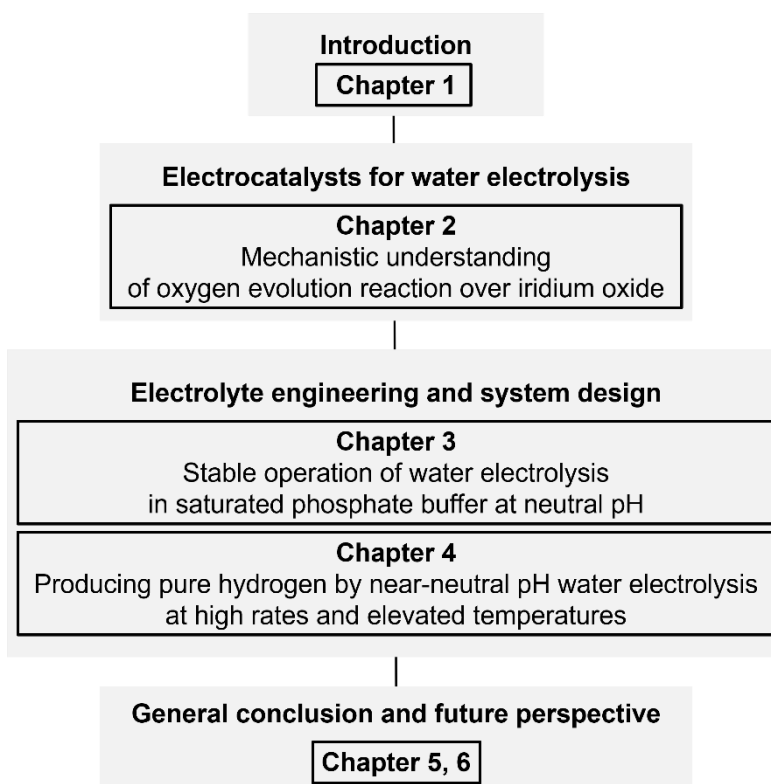 Introduction
Chapter 1
Electrocatalysts for water electrolysis
Chapter 2
Mechanistic understanding
of oxygen evolution reaction over iridium oxide
Electrolyte engineering and system design
Chapter 3
Stable operation of water electrolysis
in saturated phosphate buffer at neutral pH
Chapter 4
Producing pure hydrogen by near-neutral pH water electrolysis
at high rates and elevated temperatures
General conclusion and future perspective
Chapter 5, 6